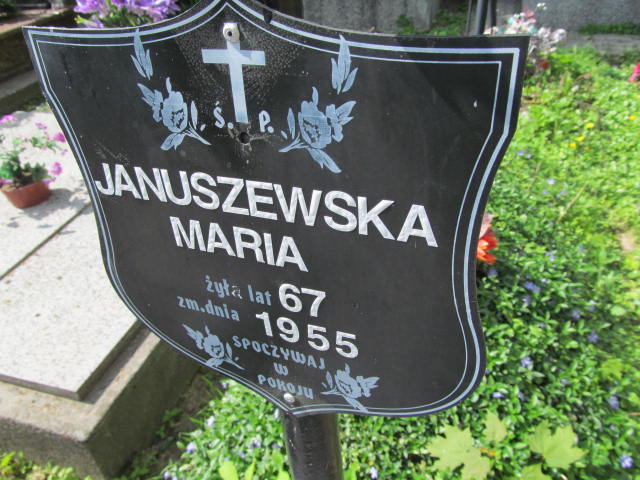 Ś. P.
JANUSZEWSKA
MARIA
żyła lat 67
zm.dnia 1955
SPOCZYWAJ
W
POKOJU